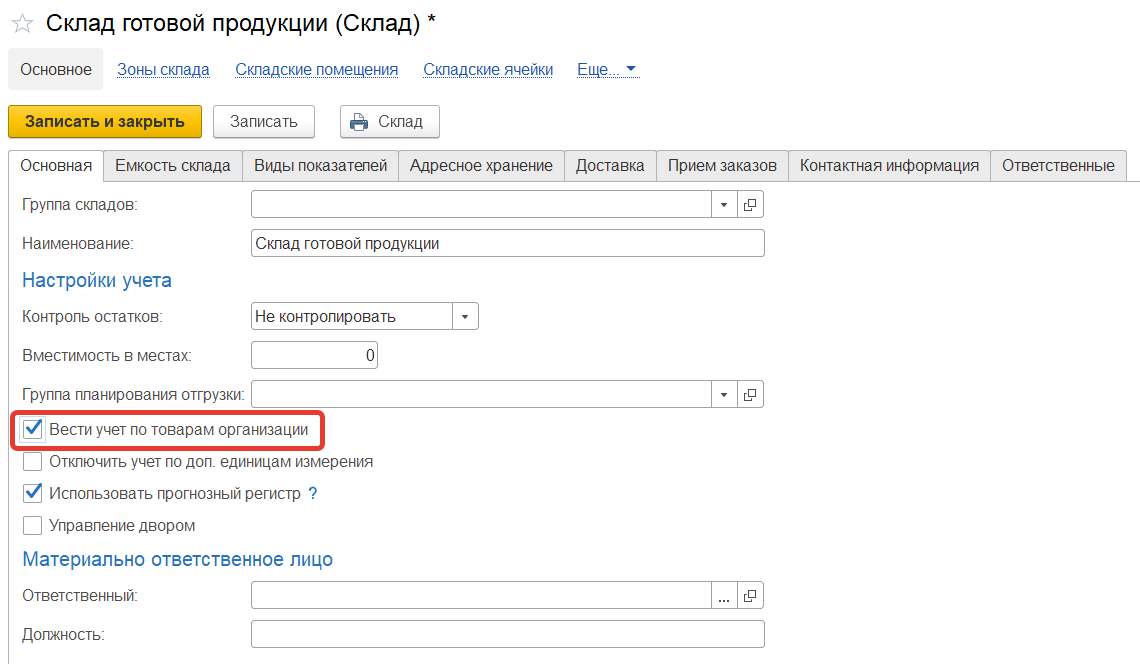 Склад готовой продукции (Склад) *
Основное Зоны склада Складские помещения Складские ячейки Еще...
Записать и закрыть Записать Склад
Основная Емкость склада Виды показателей Адресное хранение Доставка Прием заказов Контактная информация Ответственные
Группа складов:
Наименование: Склад готовой продукции
Настройки учета
Контроль остатков: Не контролировать
Вместимость в местах: 0
Группа планирования отгрузки:
Вести учет по товарам организации
Отключить учет по доп. единицам измерения
Использовать прогнозный регистр ?
Управление двором
Материально ответственное лицо
Ответственный: ...
Должность: